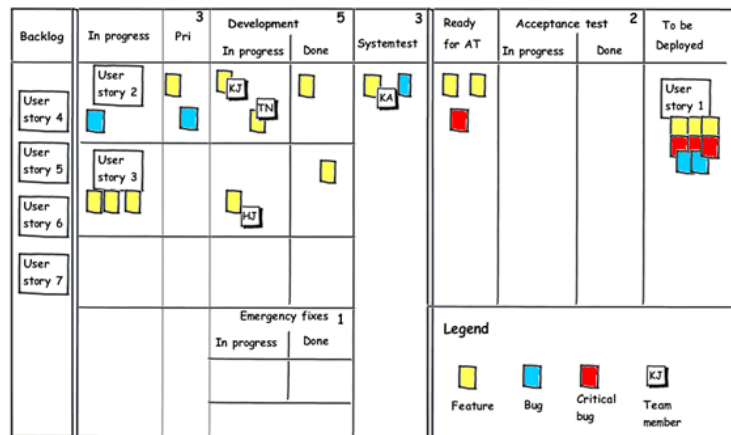 Backlog
In progress
3
Pri
Development
5
In progress
Done
3
Systemtest
Ready
for AT
Acceptance test
2
In progress
Done
To be
Deployed
User
story 4
User
story 5
User
story 6
User
story 7
User
story 2
User
story 3
KJ
TN
HJ
KA
User
story 1
Emergency fixes 1
In progress
Done
Legend
Feature
Bug
Critical
bug
KJ
Team
member